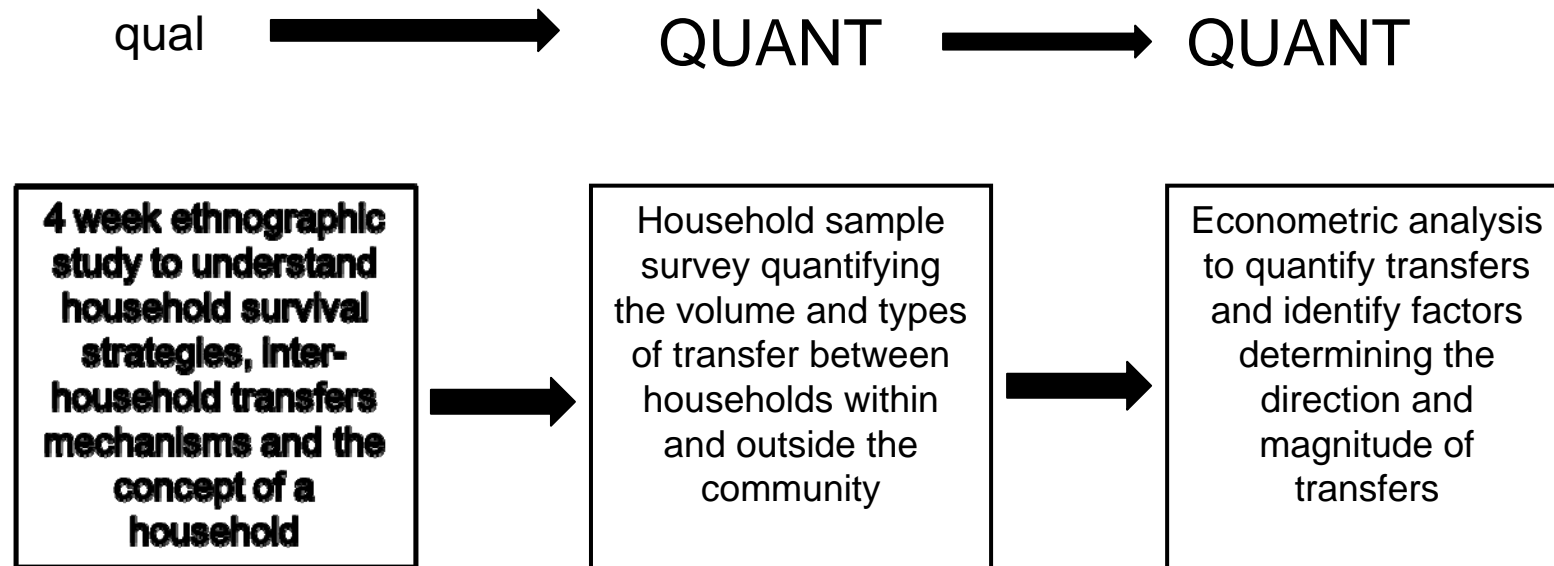 qual
QUANT
QUANT
4 week ethnographic
study to understand
household survival
strategies, inter-
household transfers
mechanisms and the
concept of a
household
Household sample
survey quantifying
the volume and types
of transfer between
households within
and outside the
community
Econometric analysis
to quantify transfers
and identify factors
determining the
direction and
magnitude of
transfers